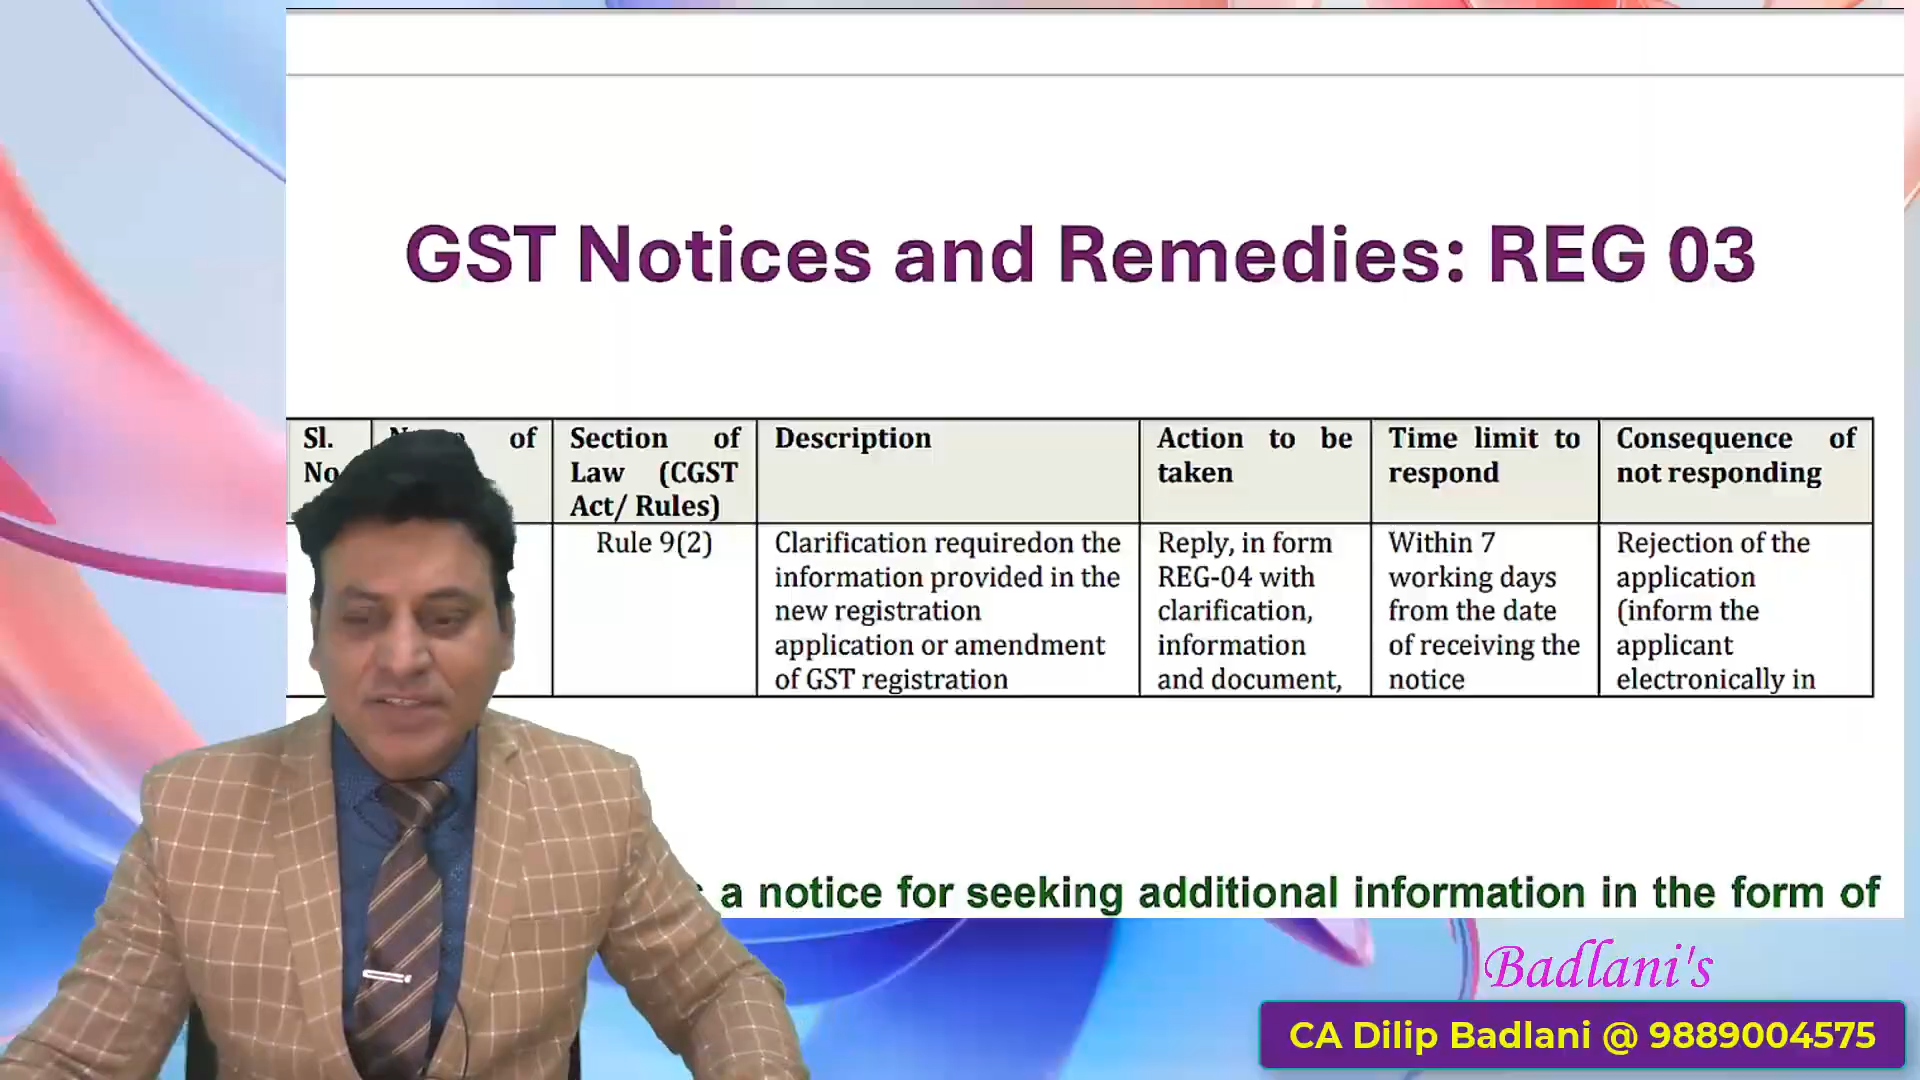 GST Notices and Remedies: REG 03
Sl. No
of
Section of Law (CGST Act/ Rules)
Description
Action to be taken
Time limit to respond
Consequence of not responding
Rule 9(2)
Clarification requiredon the
information provided in the
new registration
application or amendment
of GST registration
Reply, in form
REG-04 with
clarification,
information
and document,
Within 7
working days
from the date
of receiving the
notice
Rejection of the
application
(inform the
applicant
electronically in
a notice for seeking additional information in the form of
Badlani's
CA Dilip Badlani @ 9889004575